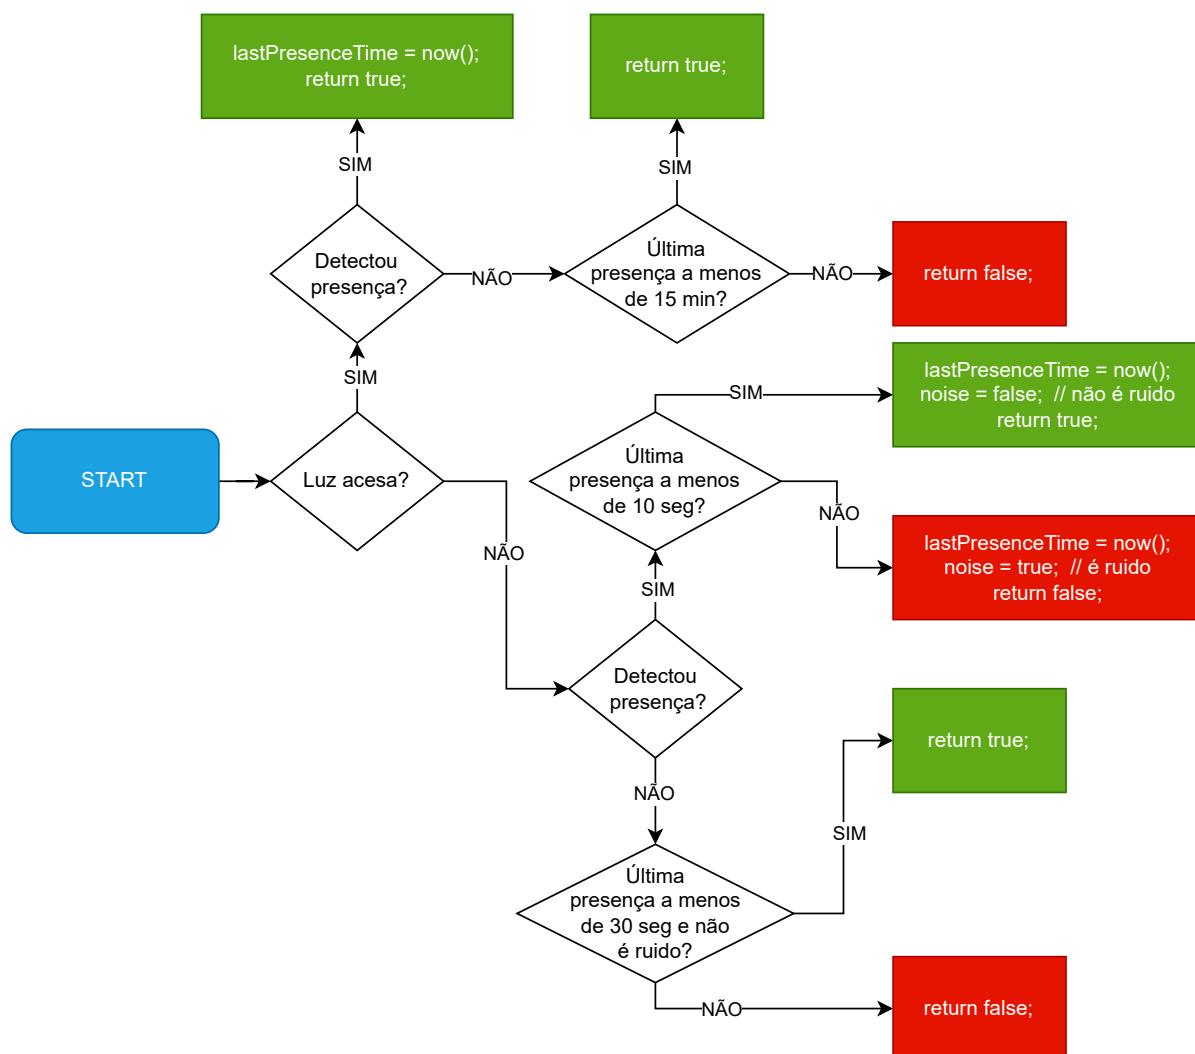 lastPresenceTime = now();
return true;
return true;
SIM
SIM
Detectou
presença?
NÃO
Última
presença a menos
de 15 min?
NÃO
return false;
SIM
START
Luz acesa?
NÃO
SIM
lastPresenceTime = now();
noise = false;  // não é ruido
return true;
Última
presença a menos
de 10 seg?
NÃO
lastPresenceTime = now();
noise = true;  // é ruido
return false;
SIM
Detectou
presença?
NÃO
return true;
SIM
Última
presença a menos
de 30 seg e não
é ruido?
NÃO
return false;